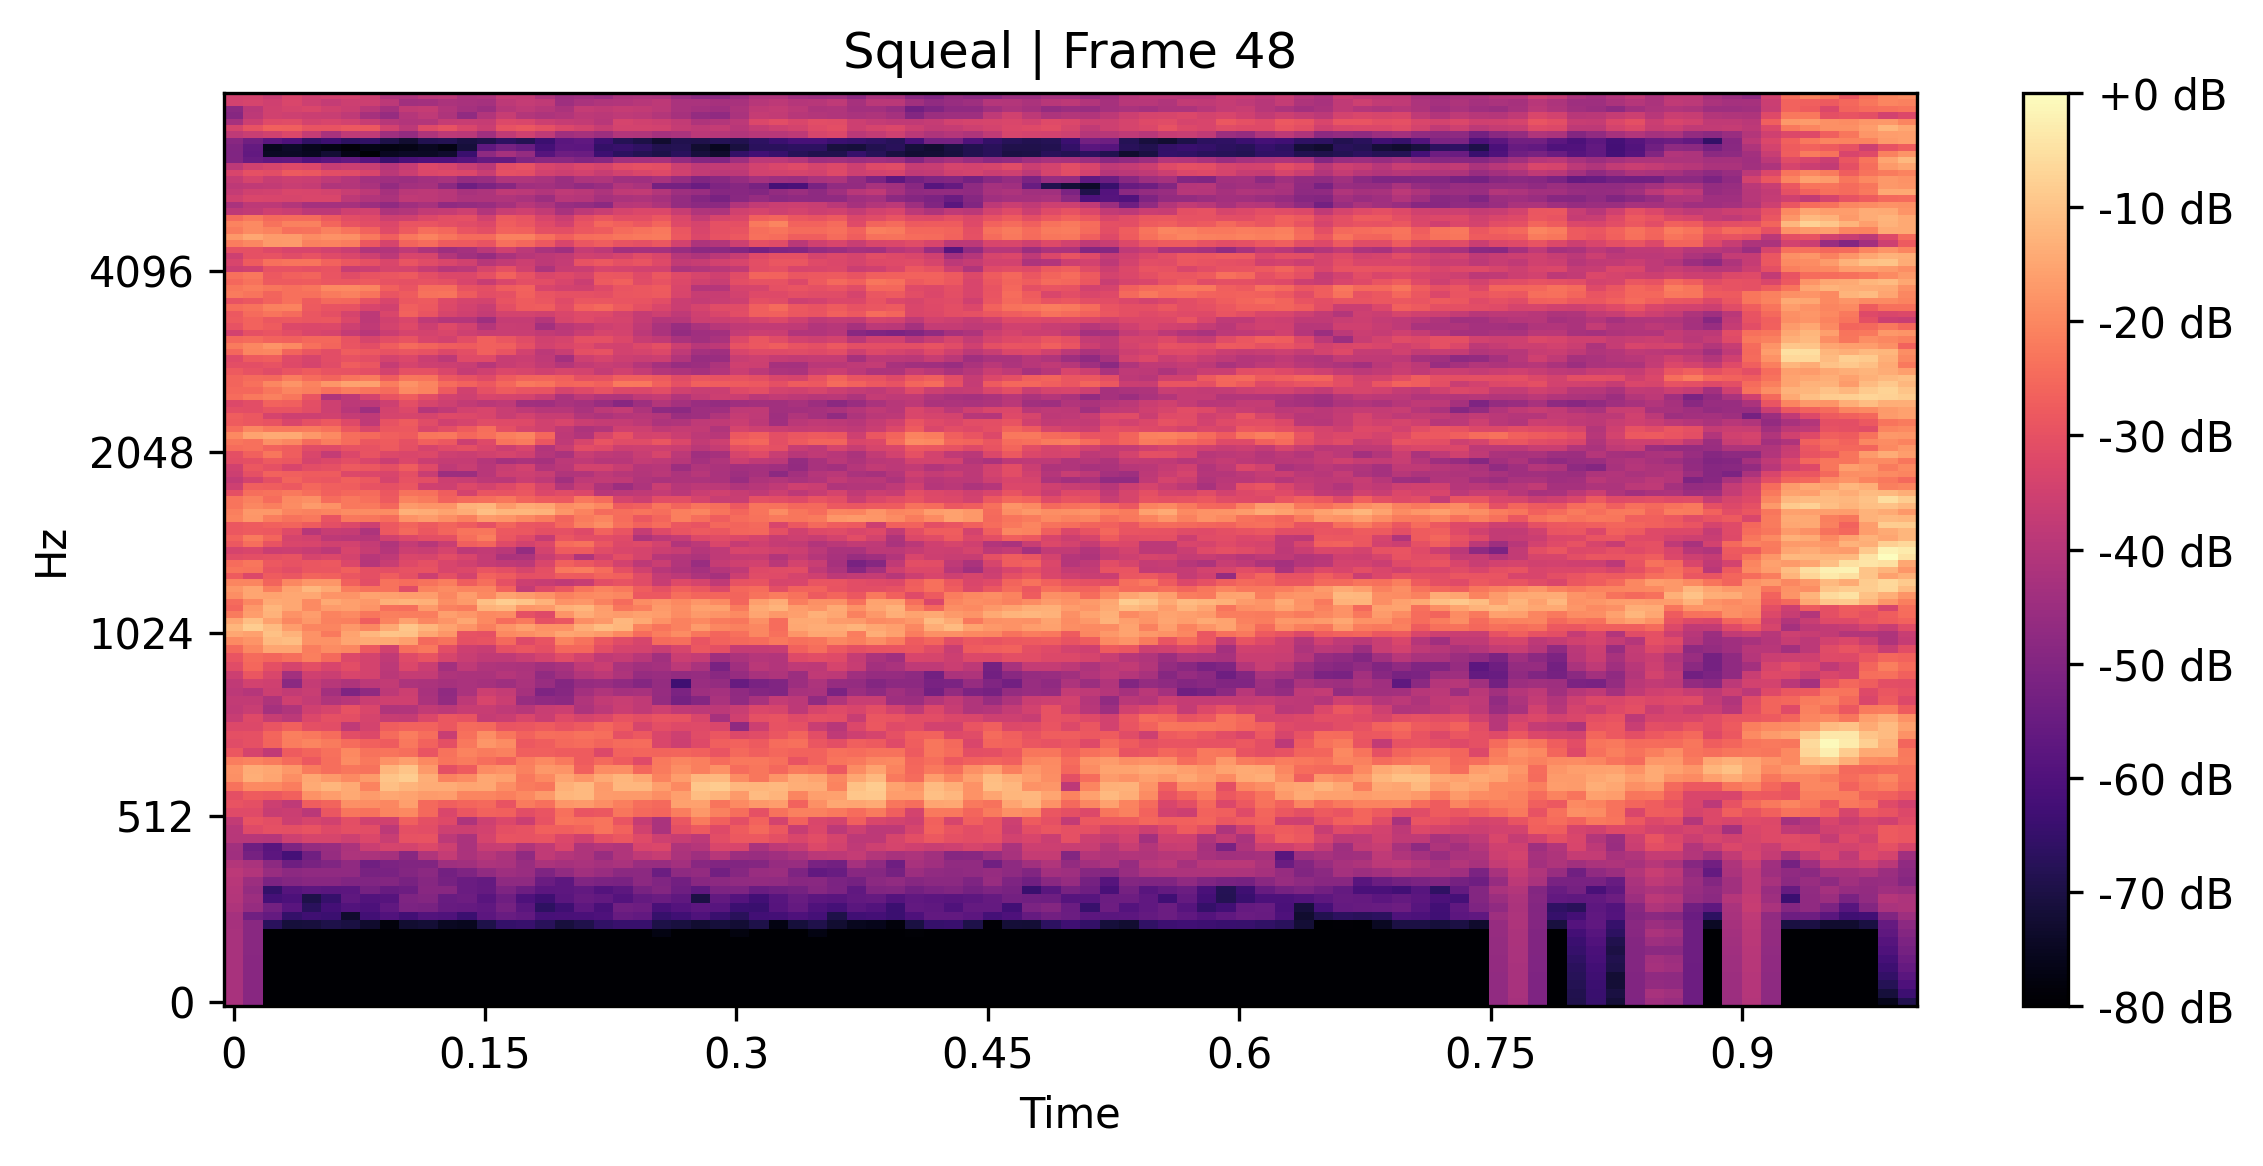 Squeal | Frame 48
Hz
4096
2048
1024
512
0
0 0.15 0.3 0.45 0.6 0.75 0.9
Time
+0 dB
-10 dB
-20 dB
-30 dB
-40 dB
-50 dB
-60 dB
-70 dB
-80 dB